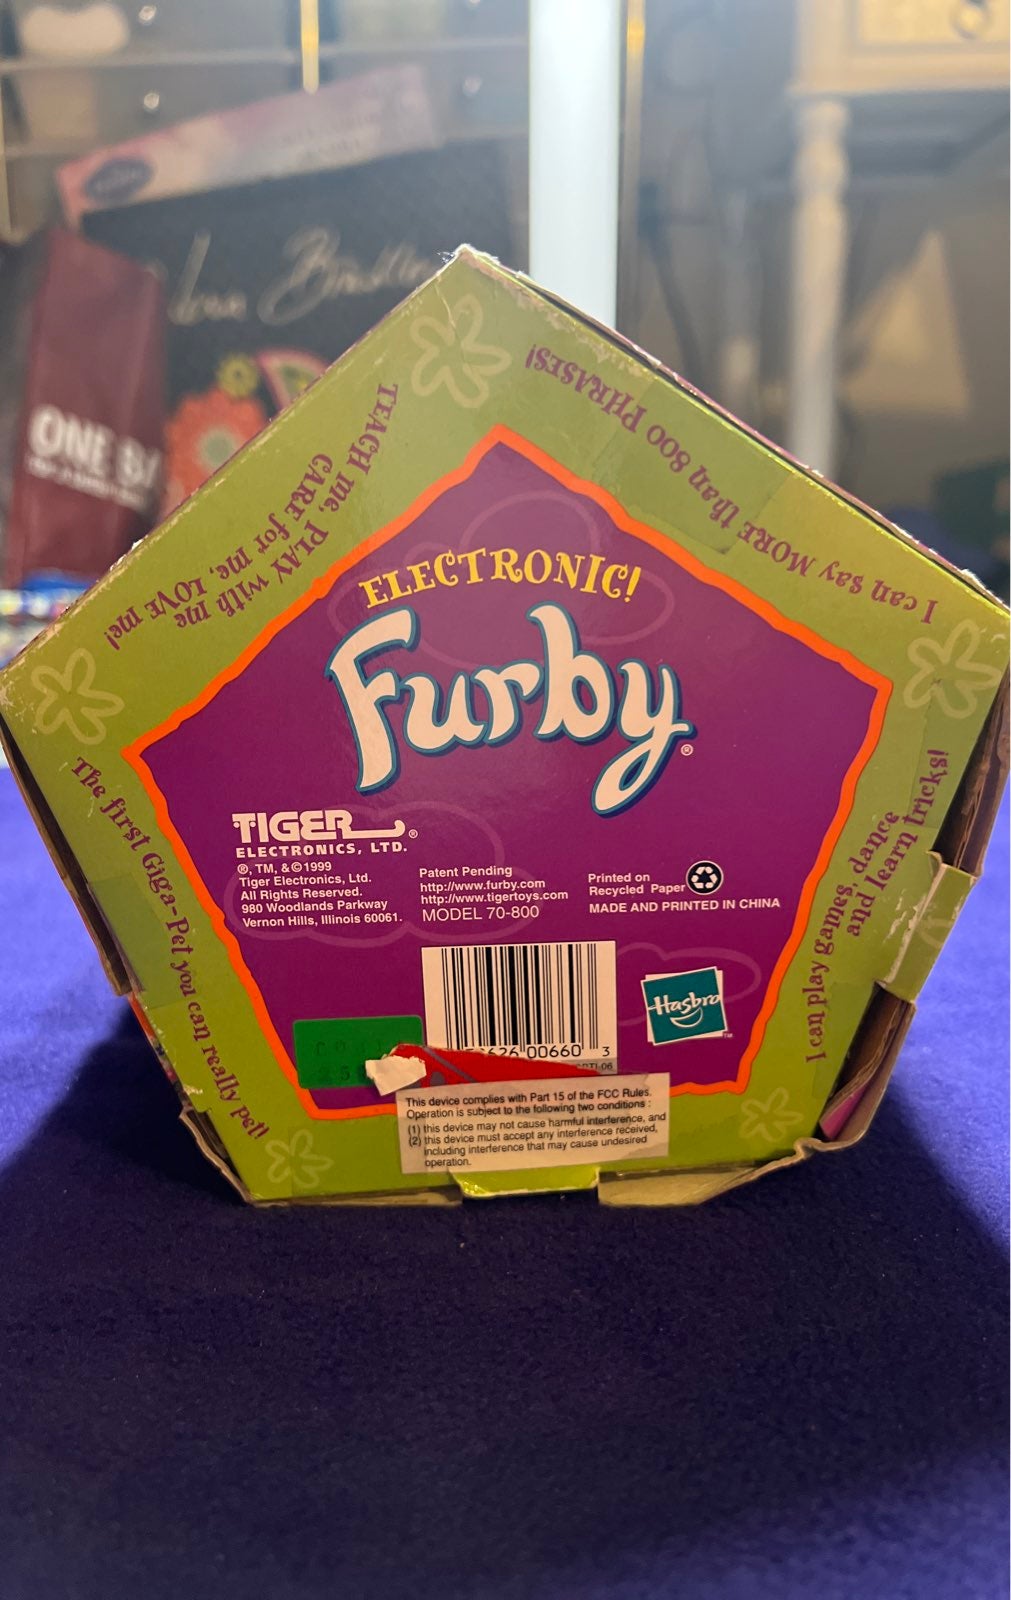 ONE
Bradley
I can say MORE than 800 PHRASES!
TEACH me, PLAY with me
CARE for me, LOVE me!
ELECTRONIC!
Furby®
The first Giga-Pet you can really pet!
I can play games, dance
and learn tricks!
TIGER®
ELECTRONICS, LTD.
®, TM, &©1999
Tiger Electronics, Ltd.
All Rights Reserved.
980 Woodlands Parkway
Vernon Hills, Illinois 60061.
Patent Pending
http://www.furby.com
http://www.tigertoys.com
MODEL 70-800
Printed on
Recycled Paper
MADE AND PRINTED IN CHINA
Hasbro
TM
626 00660 3
This device complies with Part 15 of the FCC Rules.
Operation is subject to the following two conditions :
(1) this device may not cause harmful interference, and
(2) this device must accept any interference received,
including interference that may cause undesired
operation.